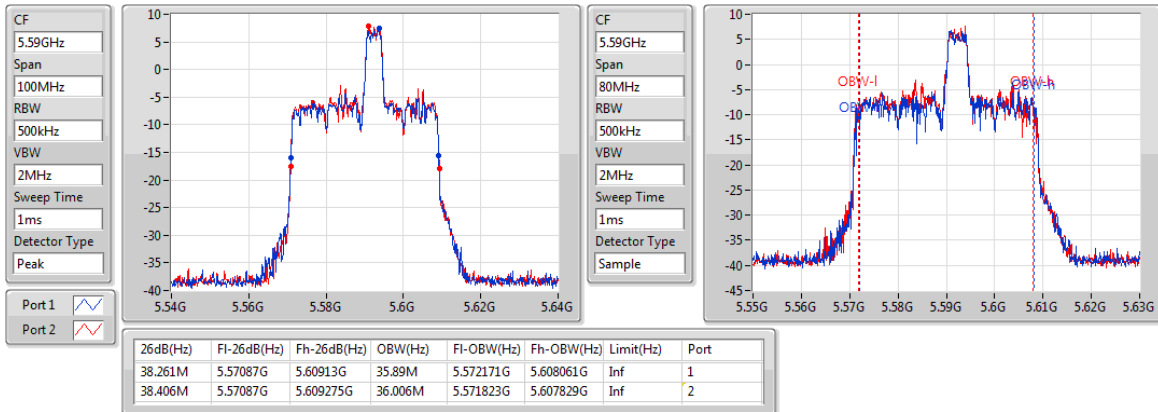 CF
5.59GHz
Span
100MHz
RBW
500kHz
VBW
2MHz
Sweep Time
1ms
Detector Type
Peak
Port 1
Port 2
10
5
0
-5
-10
-15
-20
-25
-30
-35
-40
5.54G 5.56G 5.58G 5.6G 5.62G 5.64G
CF
5.59GHz
Span
80MHz
RBW
500kHz
VBW
2MHz
Sweep Time
1ms
Detector Type
Sample
10
5
0
-5
-10
-15
-20
-25
-30
-35
-40
-45
OBW-l OBW-h
5.55G 5.56G 5.57G 5.58G 5.59G 5.6G 5.61G 5.62G 5.63G
26dB(Hz) Fl-26dB(Hz) Fh-26dB(Hz) OBW(Hz) Fl-OBW(Hz) Fh-OBW(Hz) Limit(Hz) Port
38.261M 5.57087G 5.60913G 35.89M 5.572171G 5.608061G Inf 1
38.406M 5.57087G 5.609275G 36.006M 5.571823G 5.607829G Inf 2